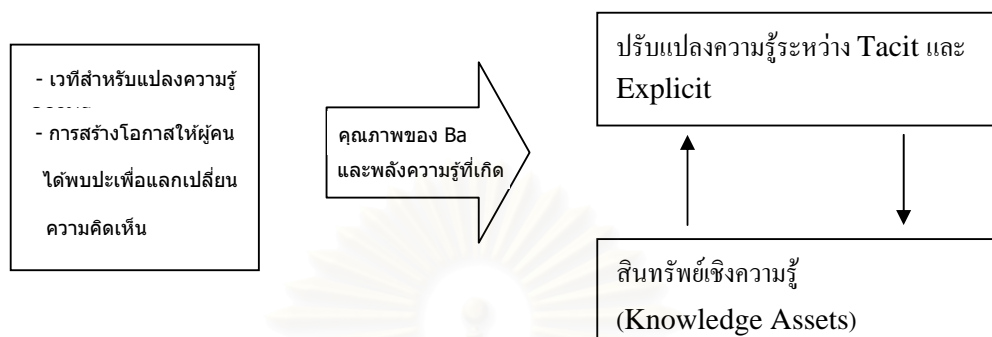 - เวทีสำหรับแปลงความรู้
- การสร้างโอกาสให้ผู้คน
ได้พบปะเพื่อแลกเปลี่ยน
ความคิดเห็น
คุณภาพของ Ba
และพลังความรู้ที่เกิด
ปรับแปลงความรู้ระหว่าง Tacit และ
Explicit
สินทรัพย์เชิงความรู้
(Knowledge Assets)